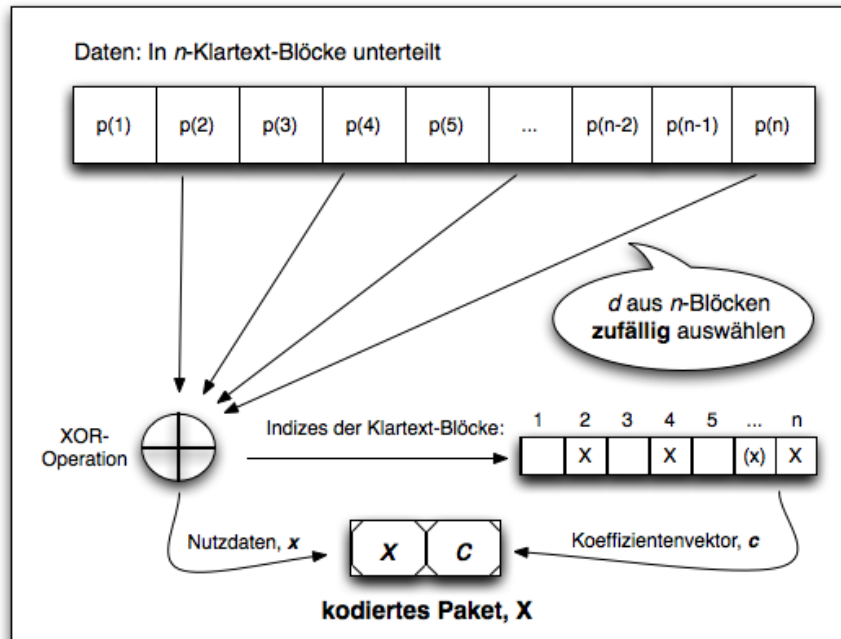 Daten: In n-Klartext-Blöcke unterteilt
p(1) p(2) p(3) p(4) p(5) ... p(n-2) p(n-1) p(n)
d aus n-Blöcken
zufällig auswählen
XOR-
Operation
Indizes der Klartext-Blöcke:
1 2 3 4 5 ... n
X X (x) X
Nutzdaten, x
x c
Koeffizientenvektor, c
kodiertes Paket, X